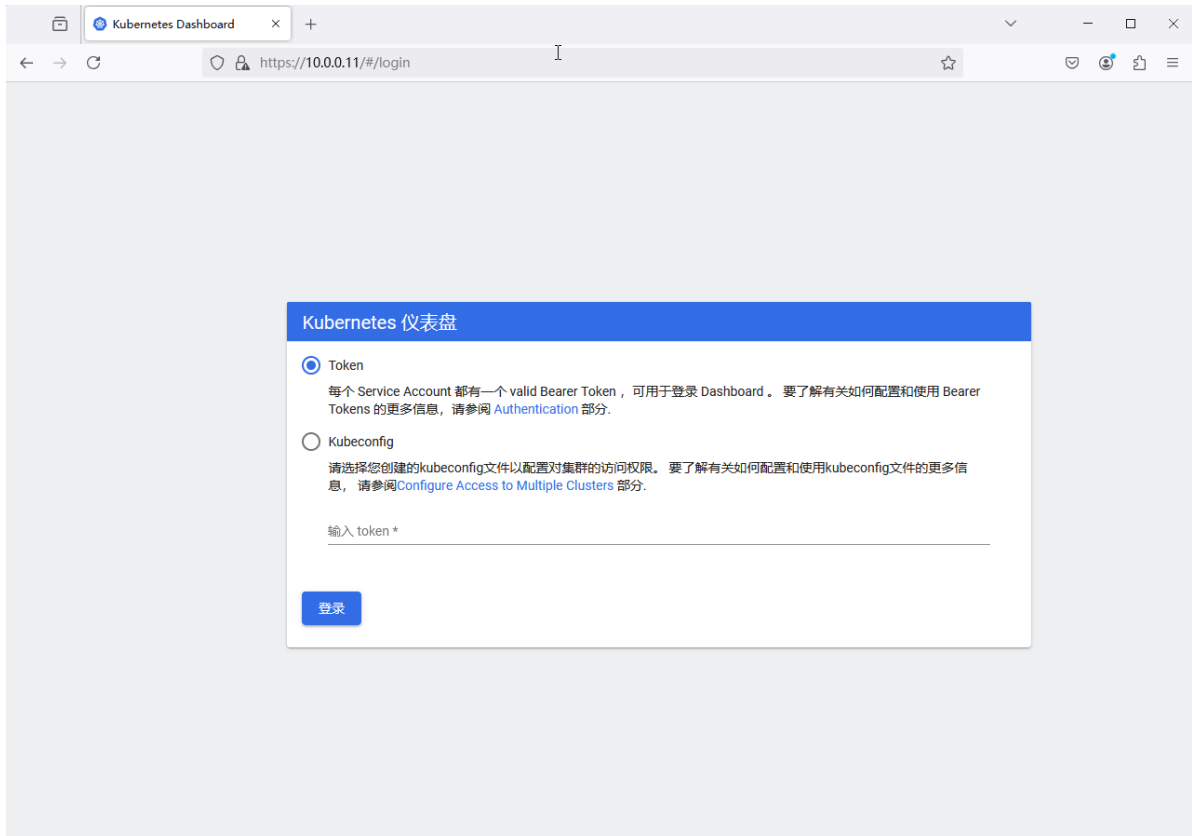 Kubernetes Dashboard
https://10.0.0.11/#/login
Kubernetes 仪表盘
Token
每个 Service Account 都有一个 valid Bearer Token ，可用于登录 Dashboard 。 要了解有关如何配置和使用 Bearer
Tokens 的更多信息，请参阅 Authentication 部分.
Kubeconfig
请选择您创建的kubeconfig文件以配置对集群的访问权限。 要了解有关如何配置和使用kubeconfig文件的更多信
息， 请参阅Configure Access to Multiple Clusters 部分.
输入 token *
登录